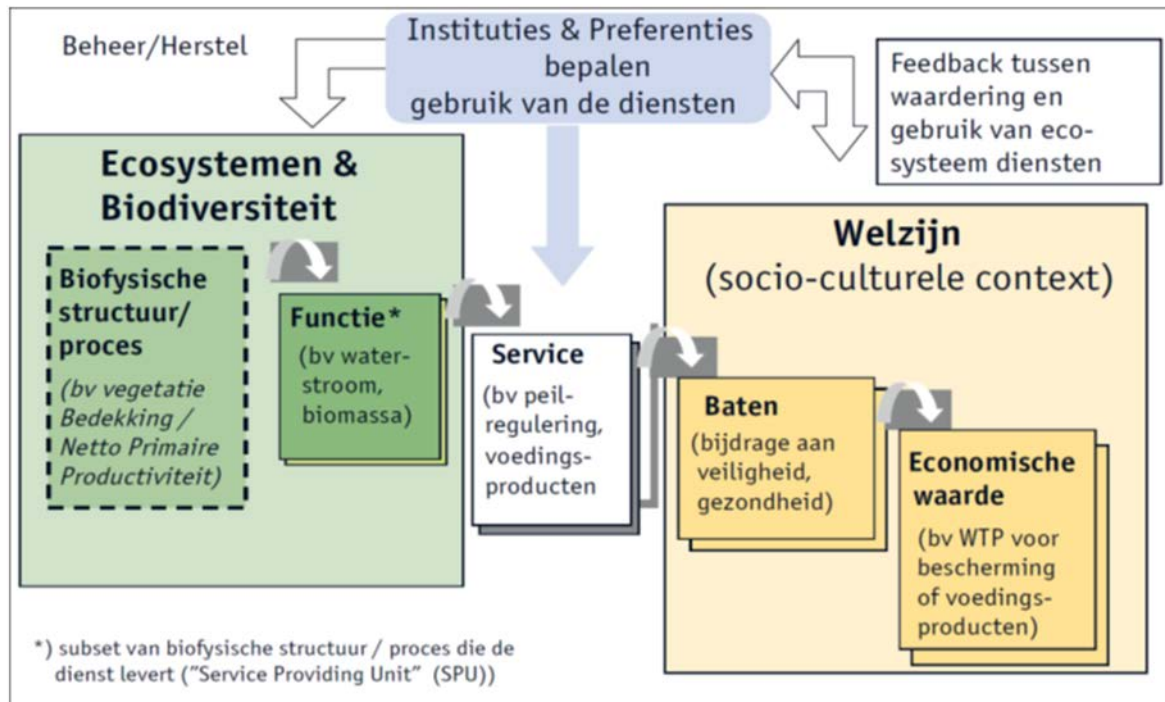 Beheer/Herstel
Instituties & Preferenties
bepalen
gebruik van de diensten
Feedback tussen
waardering en
gebruik van eco-
systeem diensten
Ecosystemen &
Biodiversiteit
Biofysische
structuur/
proces
(bv vegetatie
Bedekking /
Netto Primaire
Productiviteit)
Functie*
(bv water-
stroom,
biomassa)
Service
(bv peil-
regulering,
voedings-
producten
Welzijn
(socio-culturele context)
Baten
(bijdrage aan
veiligheid,
gezondheid)
Economische
waarde
(bv WTP voor
bescherming
of voedings-
producten)
*) subset van biofysische structuur / proces die de
dienst levert ("Service Providing Unit" (SPU))